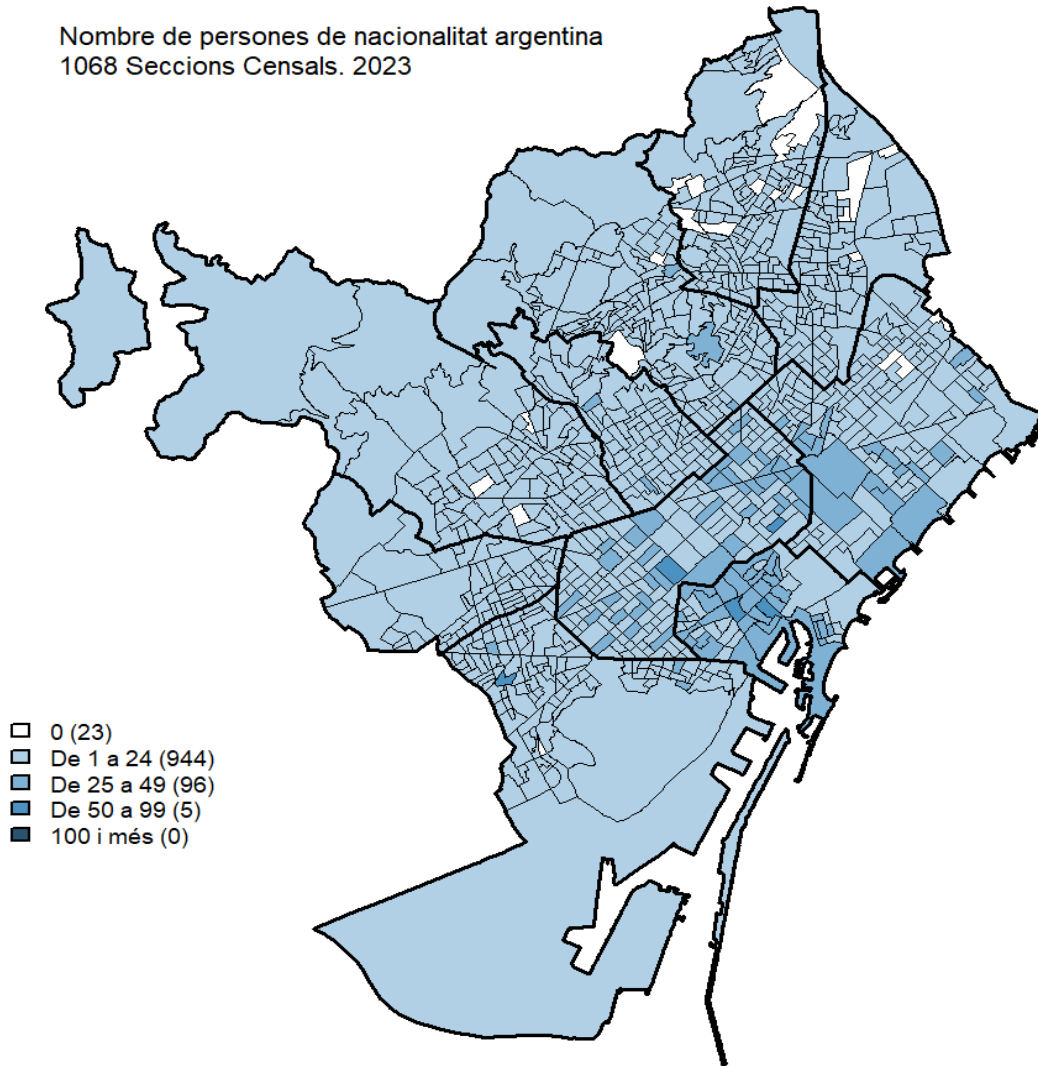 Nombre de persones de nacionalitat argentina
1068 Seccions Censals. 2023
0 (23)
De 1 a 24 (944)
De 25 a 49 (96)
De 50 a 99 (5)
100 i més (0)